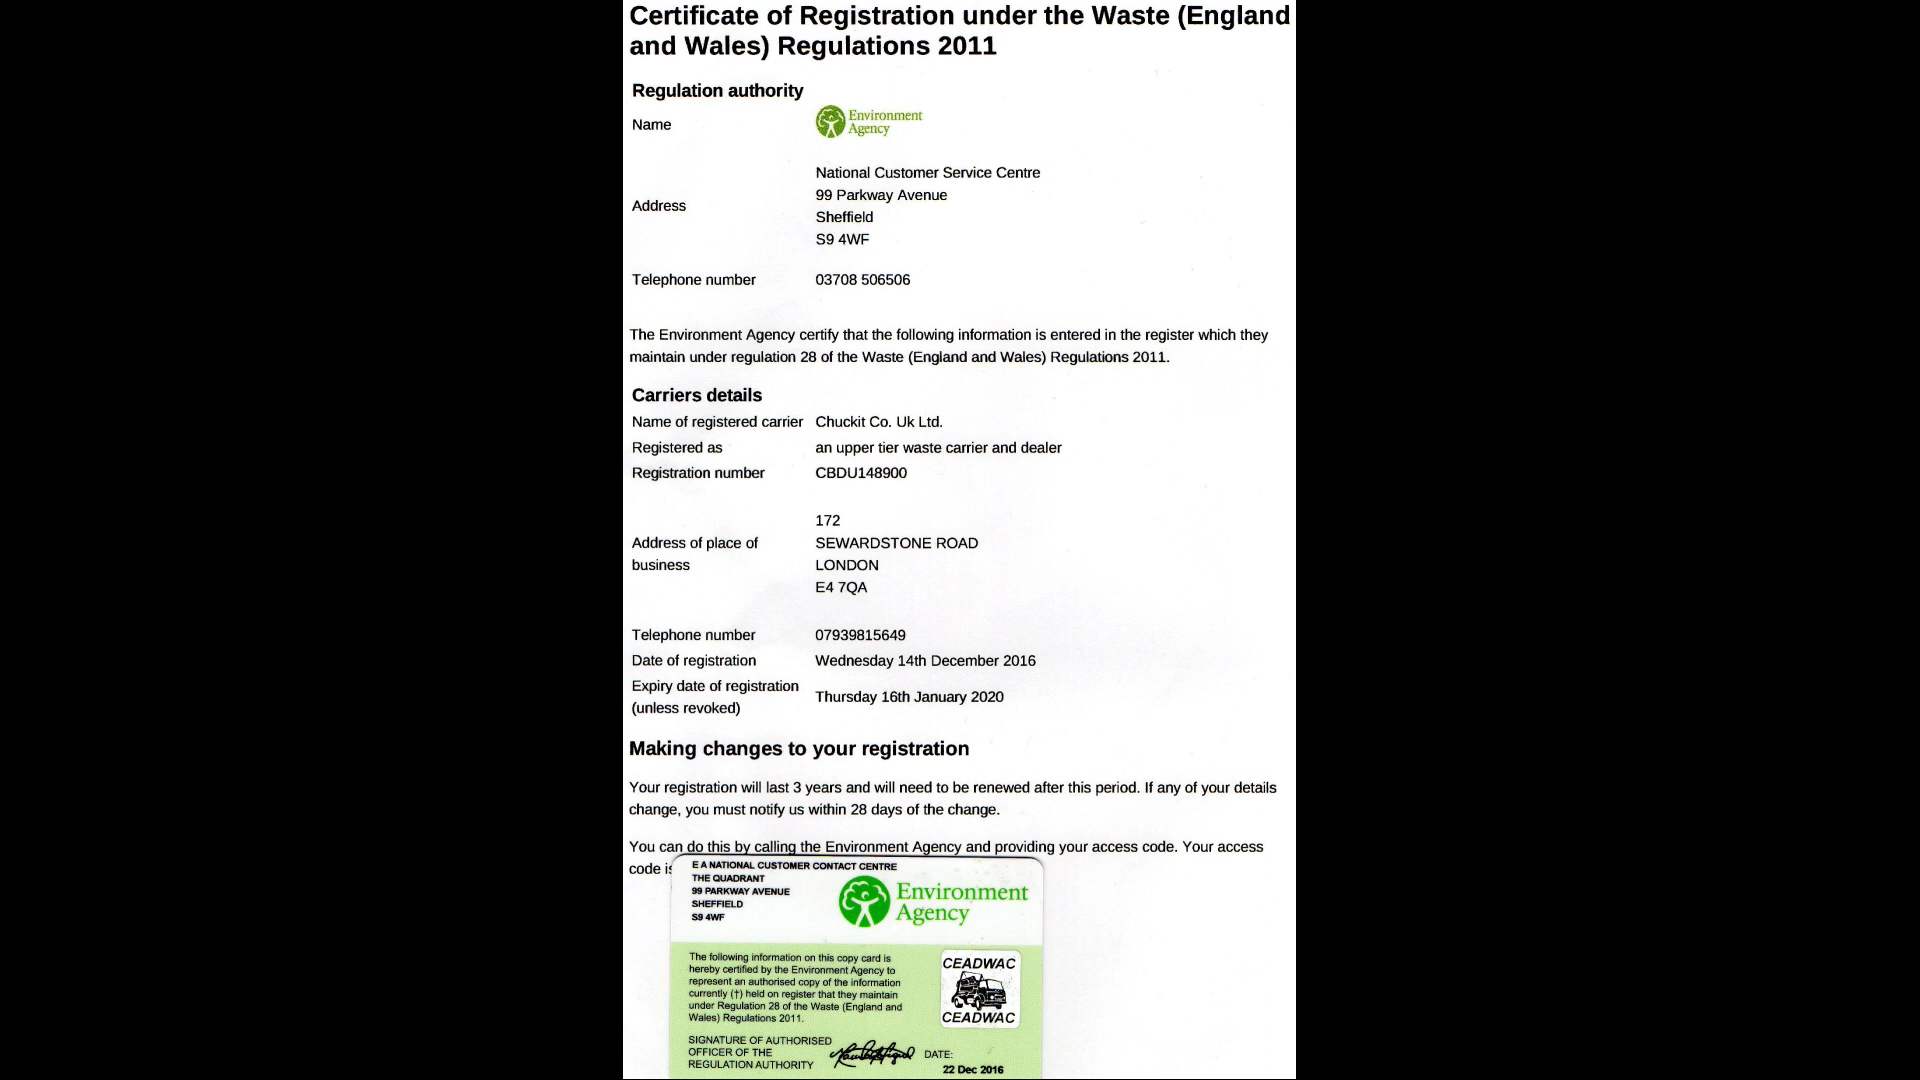 Certificate of Registration under the Waste (England
and Wales) Regulations 2011
Regulation authority
Name
Environment
Agency
Address
National Customer Service Centre
99 Parkway Avenue
Sheffield
S9 4WF
Telephone number 03708 506506
The Environment Agency certify that the following information is entered in the register which they
maintain under regulation 28 of the Waste (England and Wales) Regulations 2011.
Carriers details
Name of registered carrier Chuckit Co. Uk Ltd.
Registered as an upper tier waste carrier and dealer
Registration number CBDU148900
Address of place of
business
172
SEWARDSTONE ROAD
LONDON
E4 7QA
Telephone number 07939815649
Date of registration Wednesday 14th December 2016
Expiry date of registration
(unless revoked)
Thursday 16th January 2020
Making changes to your registration
Your registration will last 3 years and will need to be renewed after this period. If any of your details
change, you must notify us within 28 days of the change.
You can do this by calling the Environment Agency and providing your access code. Your access
code is
E A NATIONAL CUSTOMER CONTACT CENTRE
THE QUADRANT
99 PARKWAY AVENUE
SHEFFIELD
S9 4WF
Environment
Agency
The following information on this copy card is
hereby certified by the Environment Agency to
represent an authorised copy of the information
currently (†) held on register that they maintain
under Regulation 28 of the Waste (England and
Wales) Regulations 2011.
CEADWAC
CEADWAC
SIGNATURE OF AUTHORISED
OFFICER OF THE
REGULATION AUTHORITY
DATE:
22 Dec 2016